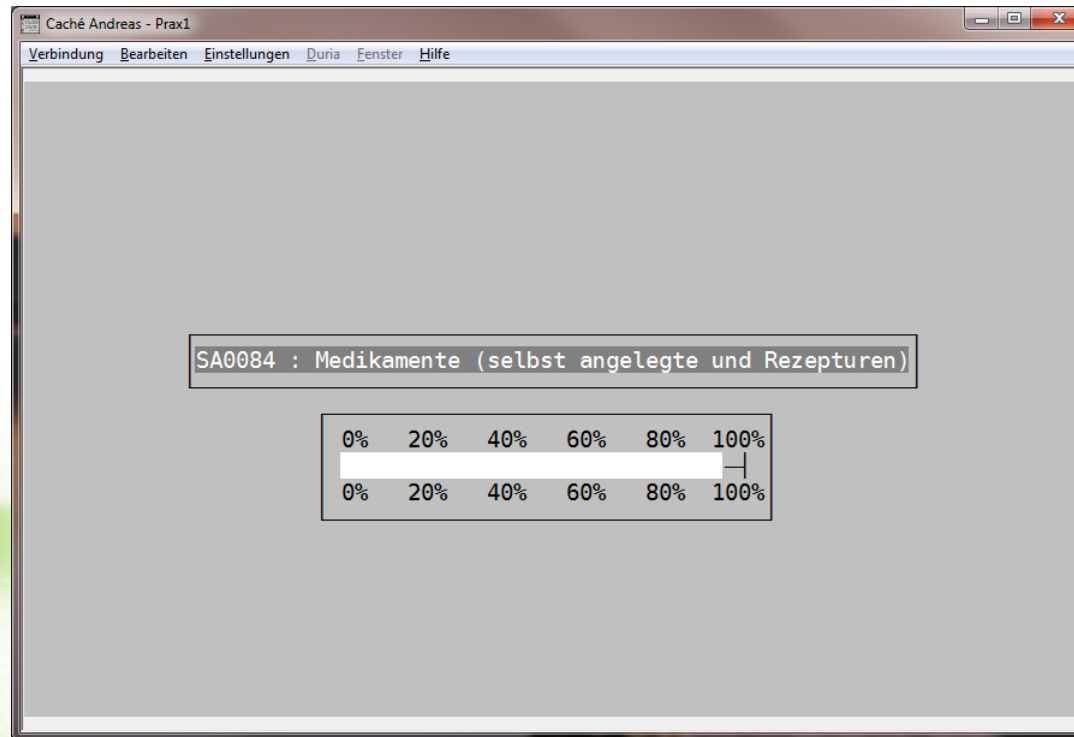 Caché Andreas - Prax1
Verbindung Bearbeiten Einstellungen Duria Fenster Hilfe
SA0084 : Medikamente (selbst angelegte und Rezepturen)
0% 20% 40% 60% 80% 100%
0% 20% 40% 60% 80% 100%